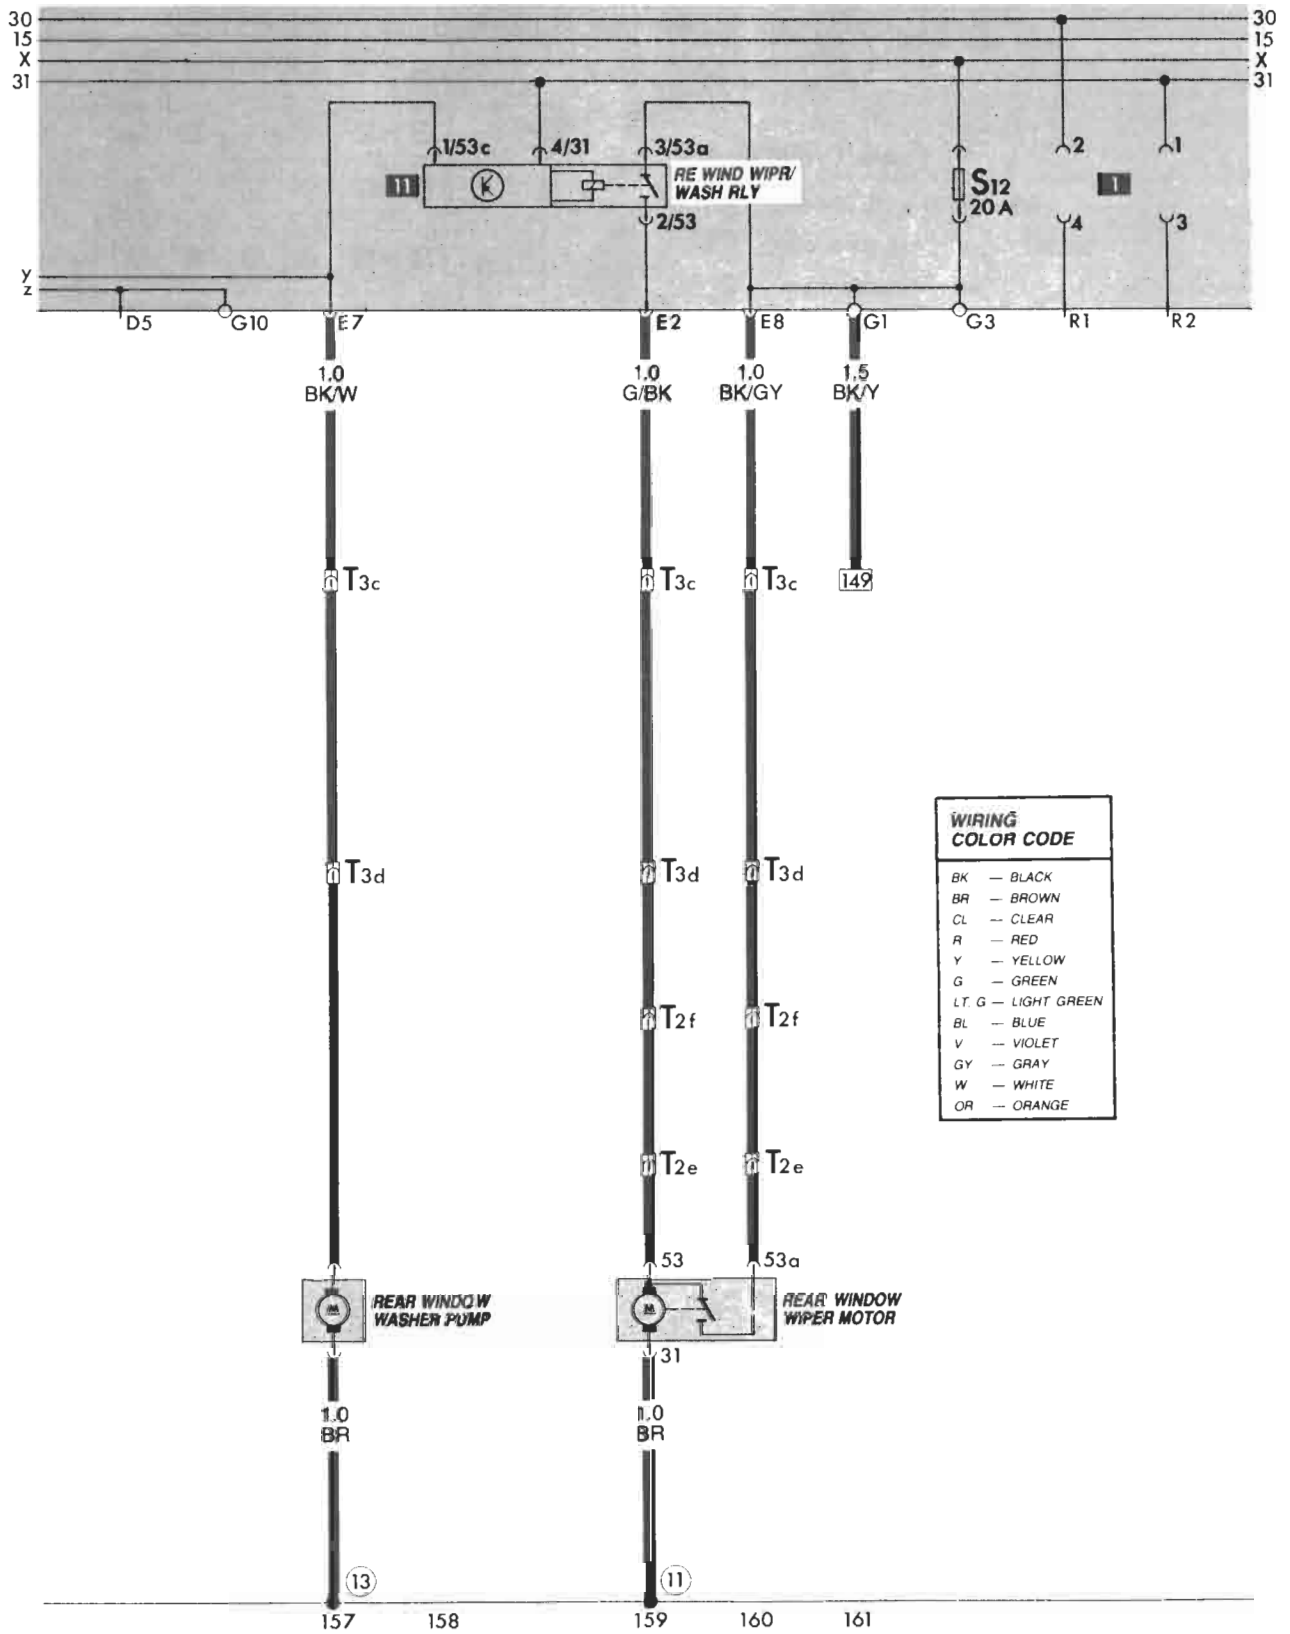 30 30
15 15
X X
31 31
1/53c 4/31 3/53a 2 1
11 K RE WIND WIPR/ S12 1
WASH RLY 20 A
2/53 4 3
y
z
D5 G10 E7 E2 E8 G1 G3 R1 R2
1.0 1.0 1.0 1.5
BK/W G/BK BK/GY BK/Y
T3c T3c T3c 149
WIRING
COLOR CODE
BK — BLACK
BR — BROWN
CL — CLEAR
R — RED
Y — YELLOW
G — GREEN
LT. G — LIGHT GREEN
BL — BLUE
V — VIOLET
GY — GRAY
W — WHITE
OR — ORANGE
T3d T3d T3d
T2f T2f
T2e T2e
53 53a
M REAR WINDOW M REAR WINDOW
WASHER PUMP WIPER MOTOR
31
1.0 1.0
BR BR
13 11
157 158 159 160 161